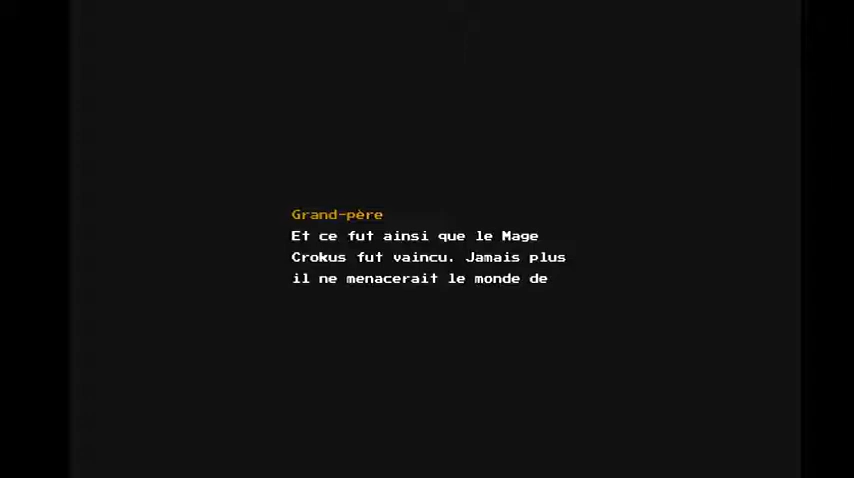 Grand-père
Et ce fut ainsi que le Mage
Crokus fut vaincu. Jamais plus
il ne menacerait le monde de